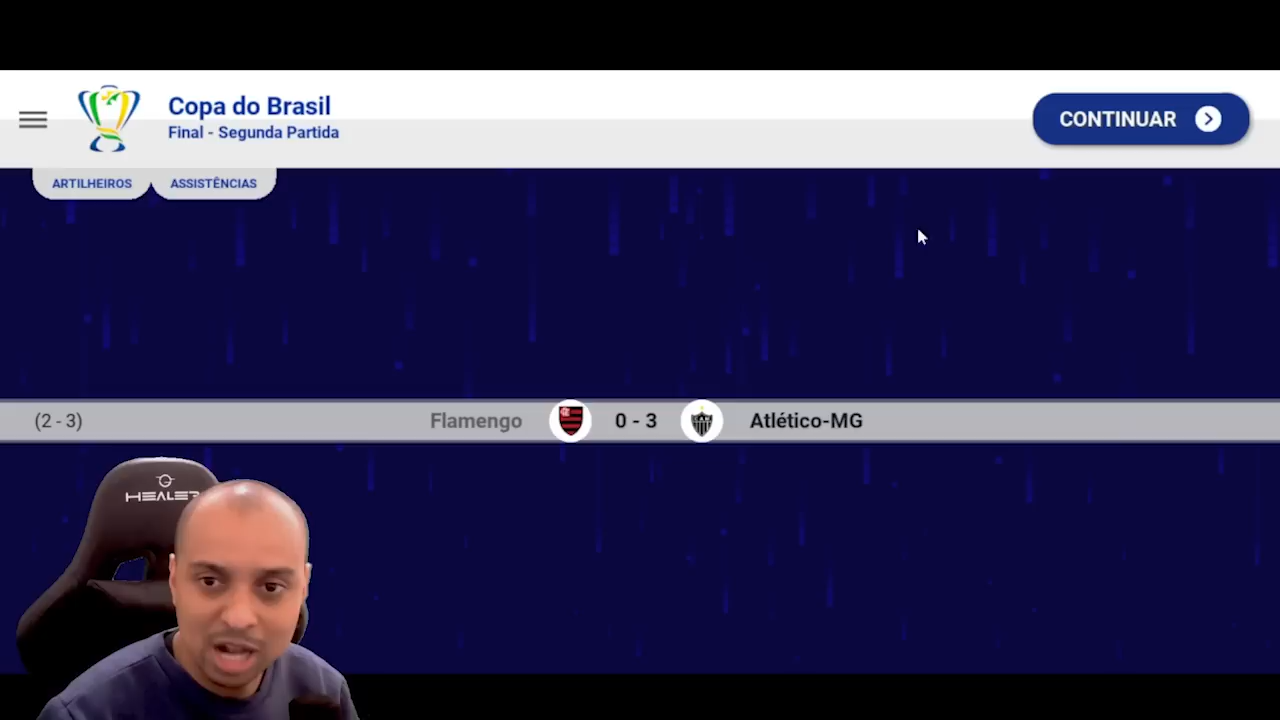 Copa do Brasil
Final - Segunda Partida
CONTINUAR
ARTILHEIROS
ASSISTÊNCIAS
(2 - 3) Flamengo 0 - 3 Atlético-MG
HEALER